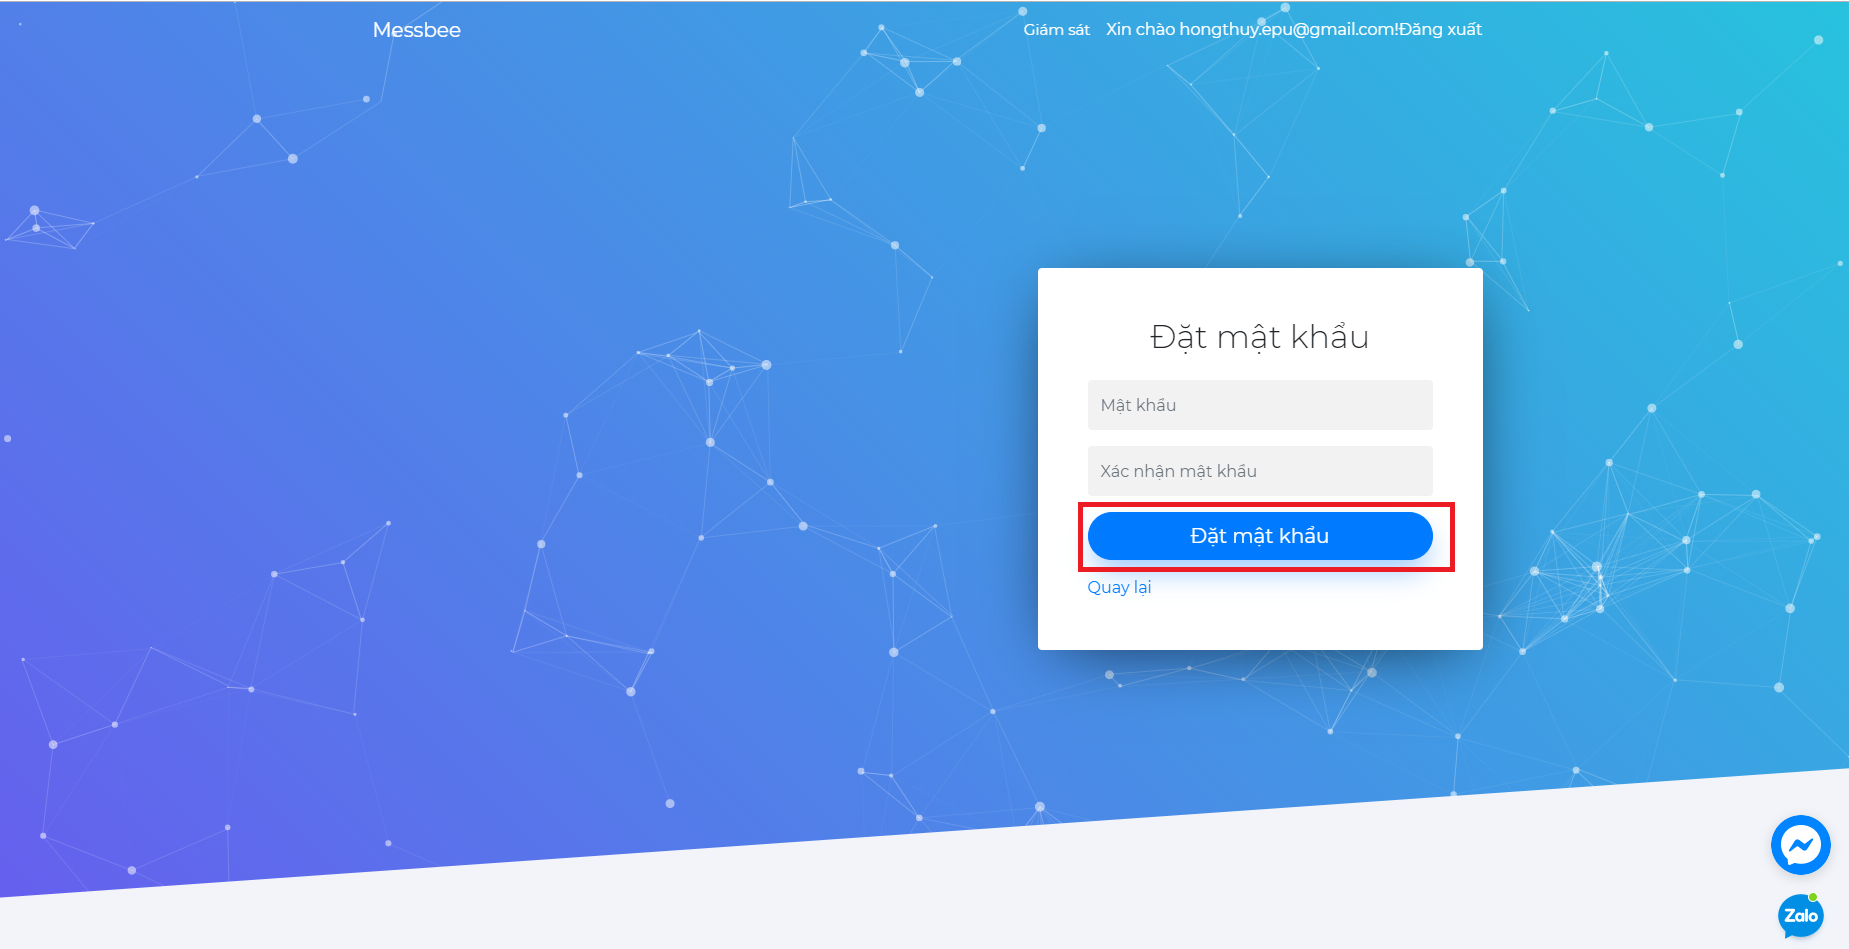 Messbee
Giám sát Xin chào hongthuy.epu@gmail.com!Đăng xuất
Đặt mật khẩu
Mật khẩu
Xác nhận mật khẩu
Đặt mật khẩu
Quay lại
Zalo